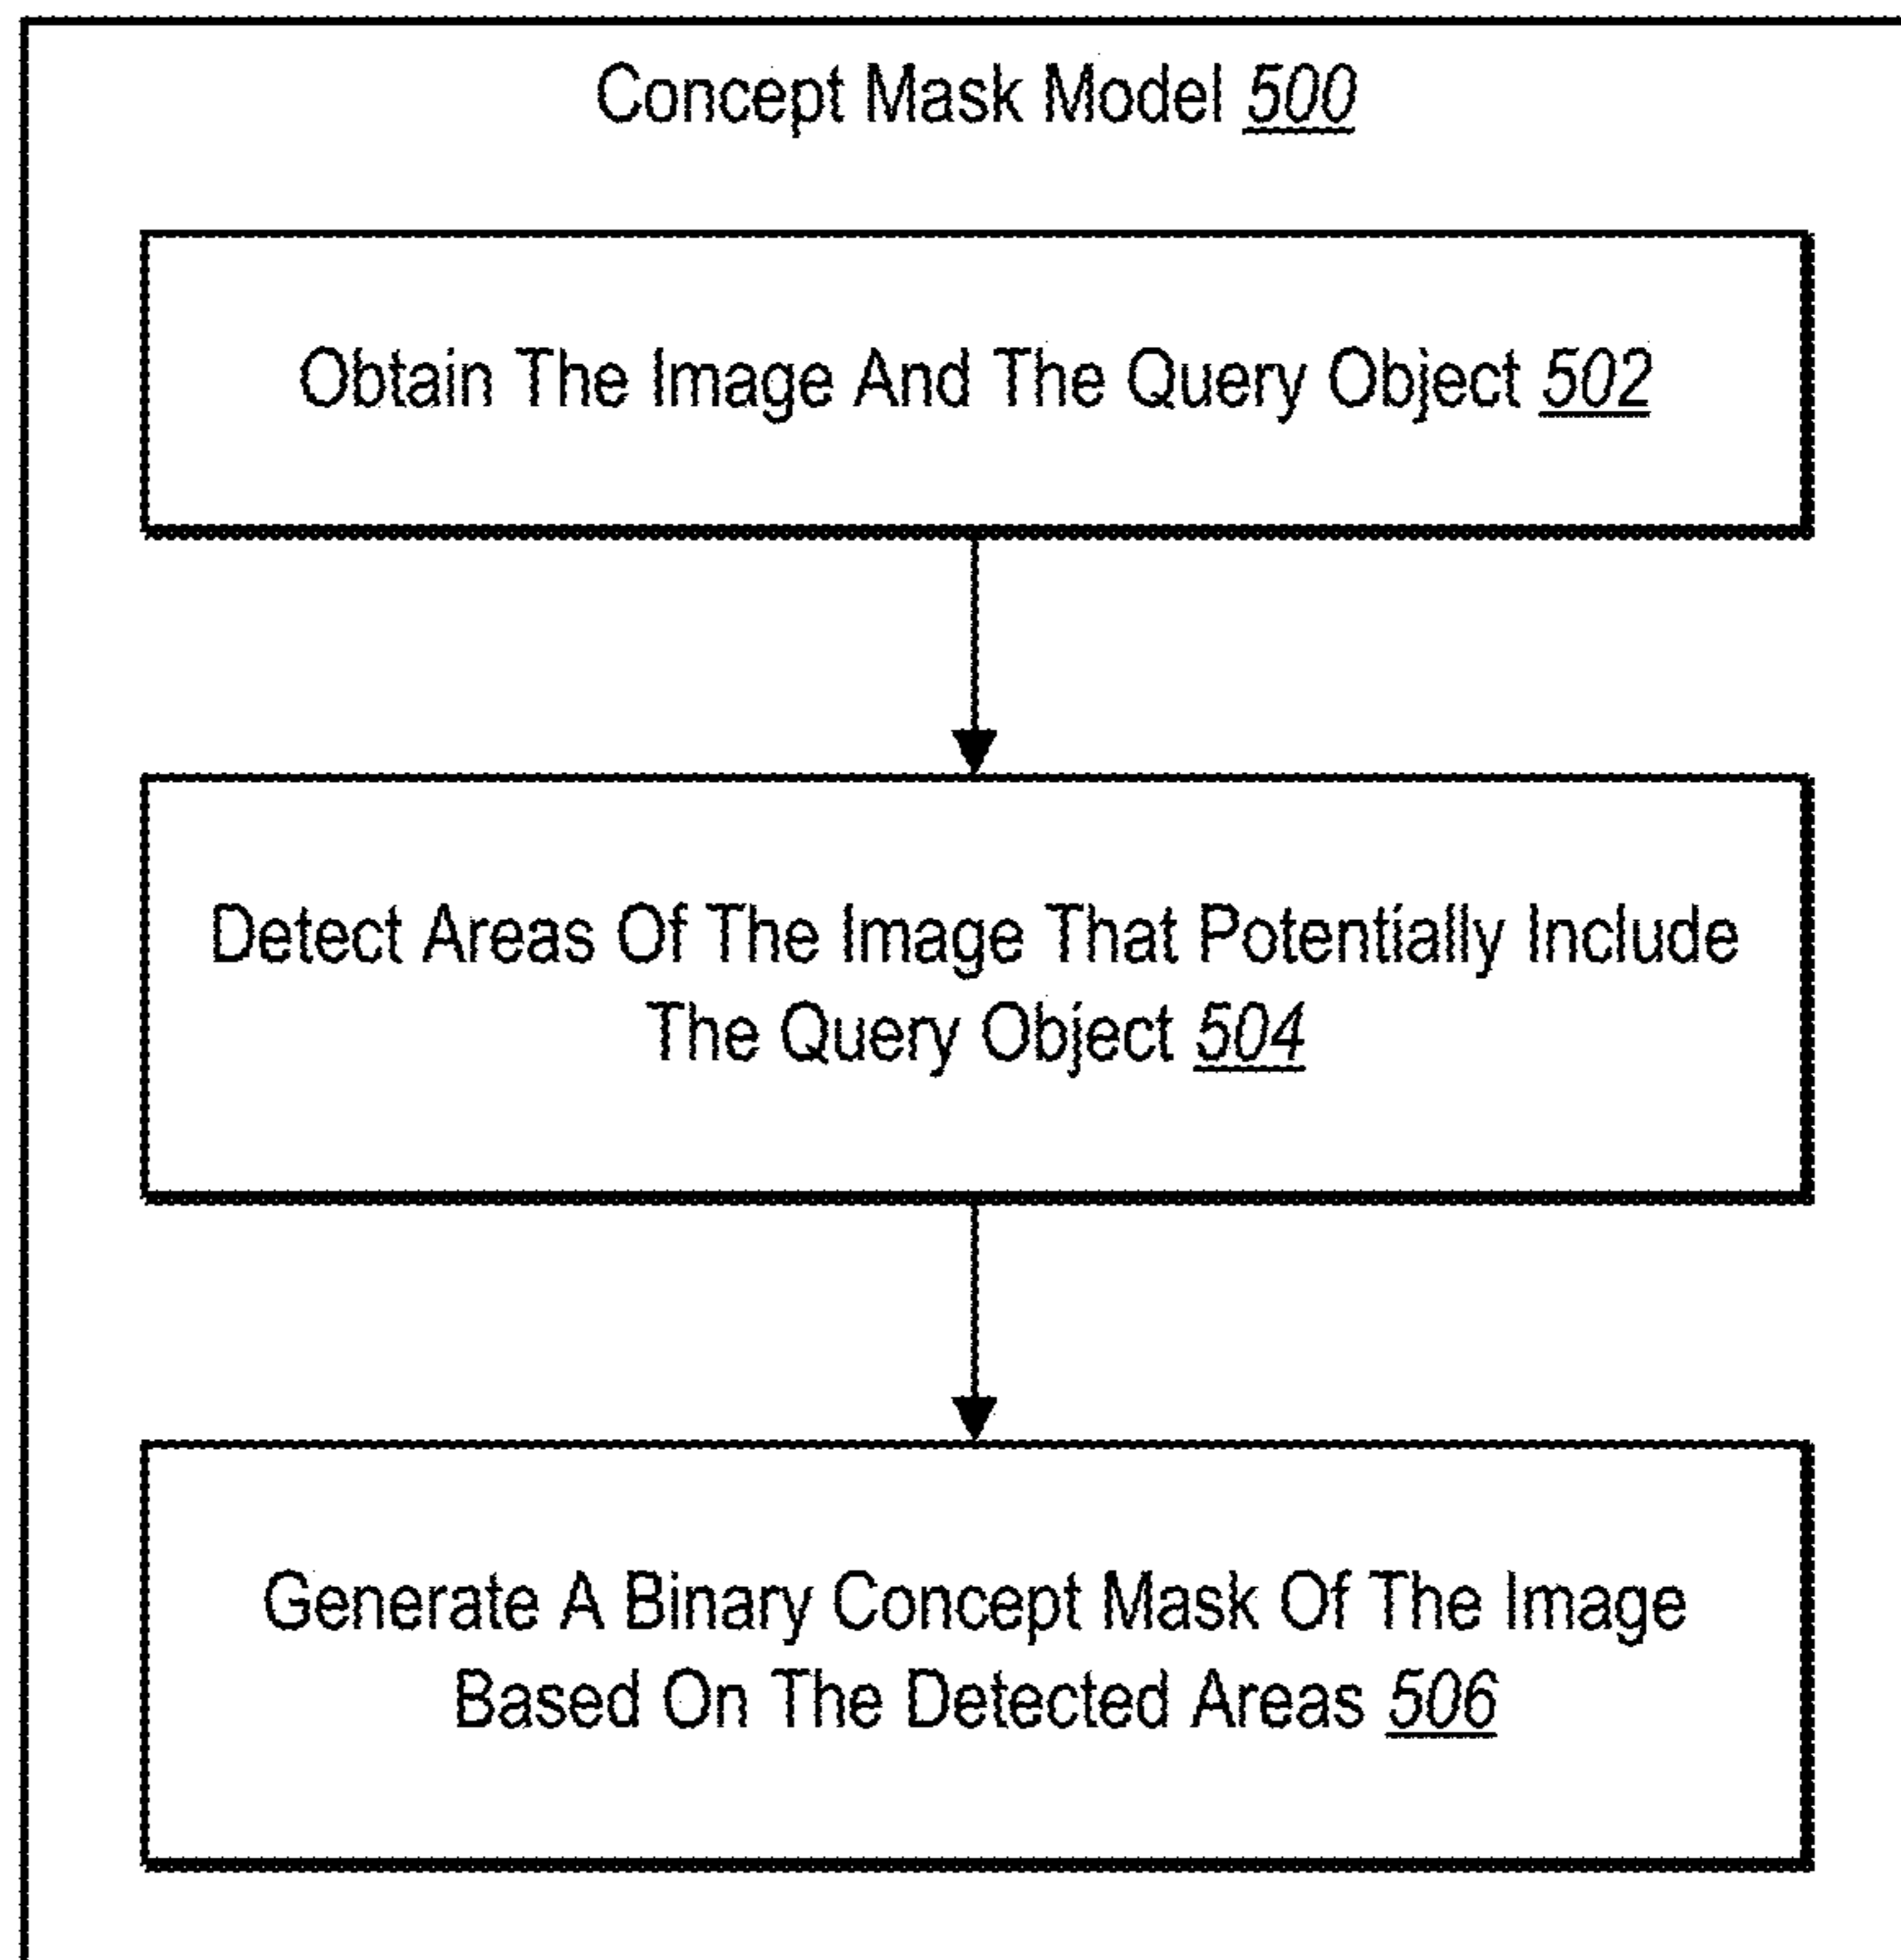 Concept Mask Model 500
Obtain The Image And The Query Object 502
Detect Areas Of The Image That Potentially Include
The Query Object 504
Generate A Binary Concept Mask Of The Image
Based On The Detected Areas 506